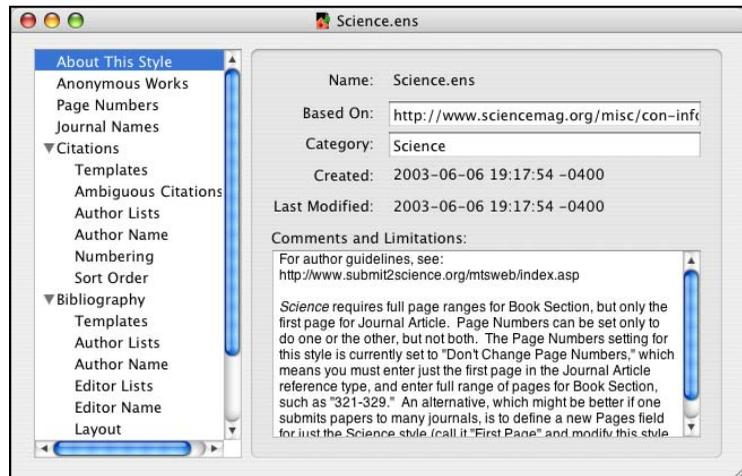 Science.ens
About This Style
Anonymous Works
Page Numbers
Journal Names
Citations
Templates
Ambiguous Citations
Author Lists
Author Name
Numbering
Sort Order
Bibliography
Templates
Author Lists
Author Name
Editor Lists
Editor Name
Layout
Name: Science.ens
Based On: http://www.sciencemag.org/misc/con-info
Category: Science
Created: 2003-06-06 19:17:54 -0400
Last Modified: 2003-06-06 19:17:54 -0400
Comments and Limitations:
For author guidelines, see:
http://www.submit2science.org/mtsweb/index.asp
Science requires full page ranges for Book Section, but only the
first page for Journal Article. Page Numbers can be set only to
do one or the other, but not both. The Page Numbers setting for
this style is currently set to "Don't Change Page Numbers," which
means you must enter just the first page in the Journal Article
reference type, and enter full range of pages for Book Section,
such as "321-329." An alternative, which might be better if one
submits papers to many journals, is to define a new Pages field
for just the Science style (call it "First Page" and modify this style